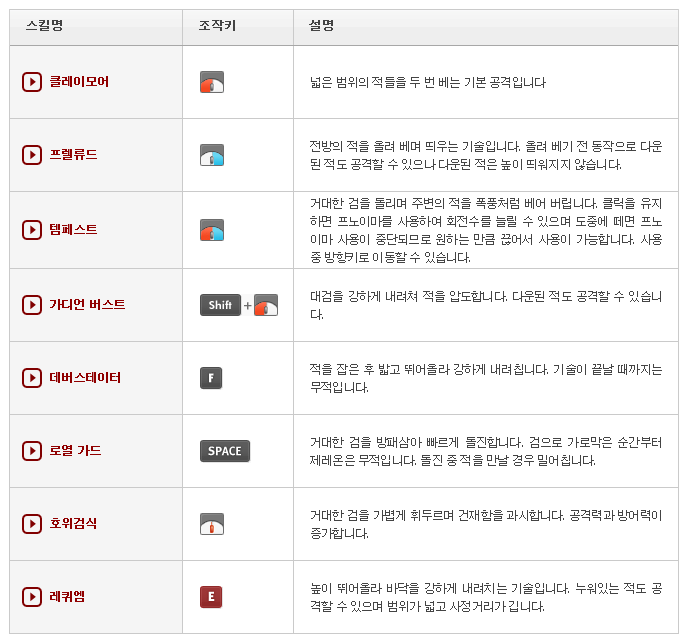 스킬명 조작키 설명
클레이모어
넓은 범위의 적들을 두 번 베는 기본 공격입니다
프렐류드
전방의 적을 올려 베며 띄우는 기술입니다. 올려 베기 전 동작으로 다운
된 적도 공격할 수 있으나 다운된 적은 높이 띄워지지 않습니다.
템페스트
거대한 검을 돌리며 주변의 적을 폭풍처럼 베어 버립니다. 클릭을 유지
하면 프노이마를 사용하여 회전수를 늘릴 수 있으며 도중에 떼면 프노
이마 사용이 중단되므로 원하는 만큼 끊어서 사용이 가능합니다. 사용
중 방향키로 이동할 수 있습니다.
가디언 버스트 Shift +
대검을 강하게 내려쳐 적을 압도합니다. 다운된 적도 공격할 수 있습니
다.
데버스테이터 F
적을 잡은 후 밟고 뛰어올라 강하게 내려칩니다. 기술이 끝날 때까지는
무적입니다.
로열 가드 SPACE
거대한 검을 방패삼아 빠르게 돌진합니다. 검으로 가로막은 순간부터
제레온은 무적입니다. 돌진 중 적을 만날 경우 밀어칩니다.
호위검식
거대한 검을 가볍게 휘두르며 건재함을 과시합니다. 공격력과 방어력이
증가합니다.
레퀴엠 E
높이 뛰어올라 바닥을 강하게 내려치는 기술입니다. 누워있는 적도 공
격할 수 있으며 범위가 넓고 사정거리가 깁니다.